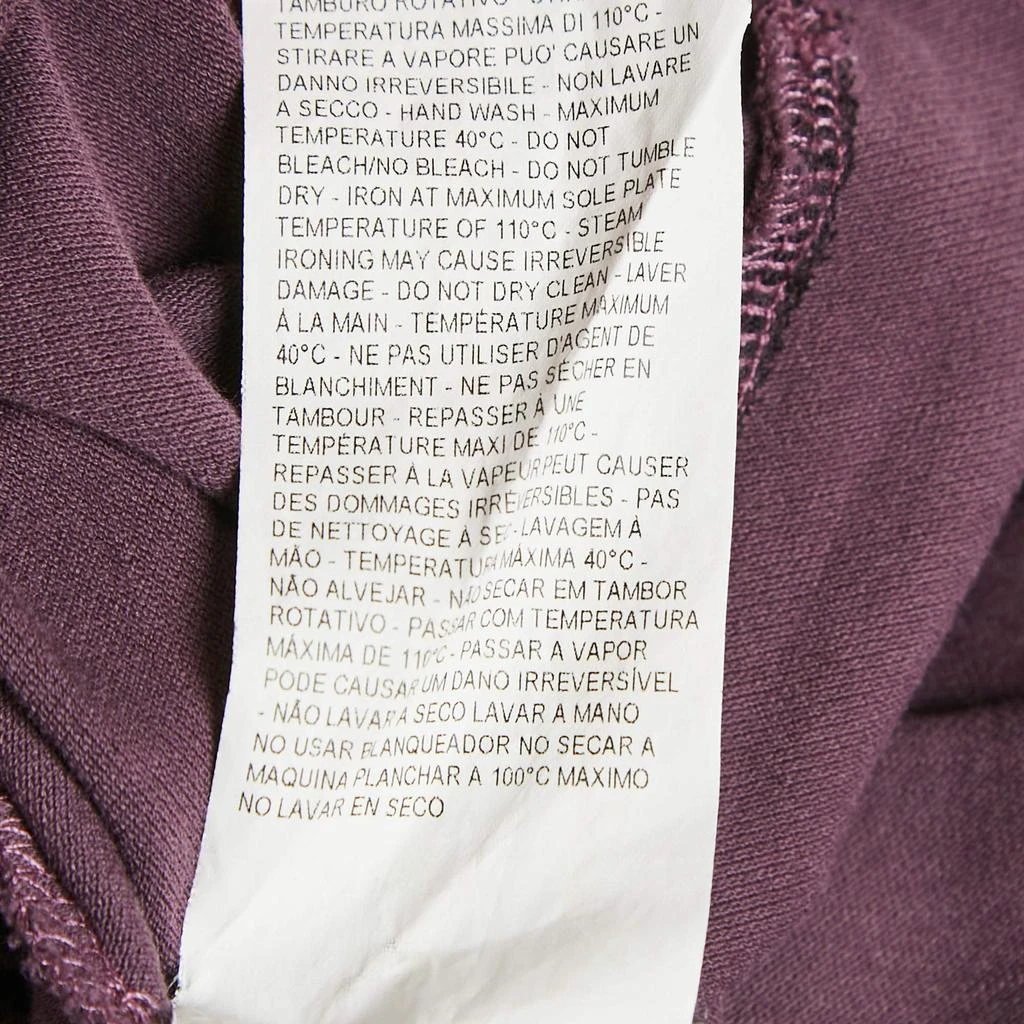 TAMBURO ROTATIVO -
TEMPERATURA MASSIMA DI 110°C -
STIRARE A VAPORE PUO' CAUSARE UN
DANNO IRREVERSIBILE - NON LAVARE
A SECCO - HAND WASH - MAXIMUM
TEMPERATURE 40°C - DO NOT
BLEACH/NO BLEACH - DO NOT TUMBLE
DRY - IRON AT MAXIMUM SOLE PLATE
TEMPERATURE OF 110°C - STEAM
IRONING MAY CAUSE IRREVERSIBLE
DAMAGE - DO NOT DRY CLEAN - LAVER
À LA MAIN - TEMPÉRATURE MAXIMUM
40°C - NE PAS UTILISER D'AGENT DE
BLANCHIMENT - NE PAS SÉCHER EN
TAMBOUR - REPASSER À UNE
TEMPÉRATURE MAXI DE 110°C -
REPASSER À LA VAPEUR PEUT CAUSER
DES DOMMAGES IRRÉVERSIBLES - PAS
DE NETTOYAGE À SEC - LAVAGEM À
MÃO - TEMPERATURA MÁXIMA 40°C -
NÃO ALVEJAR - NÃO SECAR EM TAMBOR
ROTATIVO - PASSAR COM TEMPERATURA
MÁXIMA DE 110°C - PASSAR A VAPOR
PODE CAUSAR UM DANO IRREVERSÍVEL
- NÃO LAVAR A SECO LAVAR A MANO
NO USAR BLANQUEADOR NO SECAR A
MAQUINA PLANCHAR A 100°C MAXIMO
NO LAVAR EN SECO